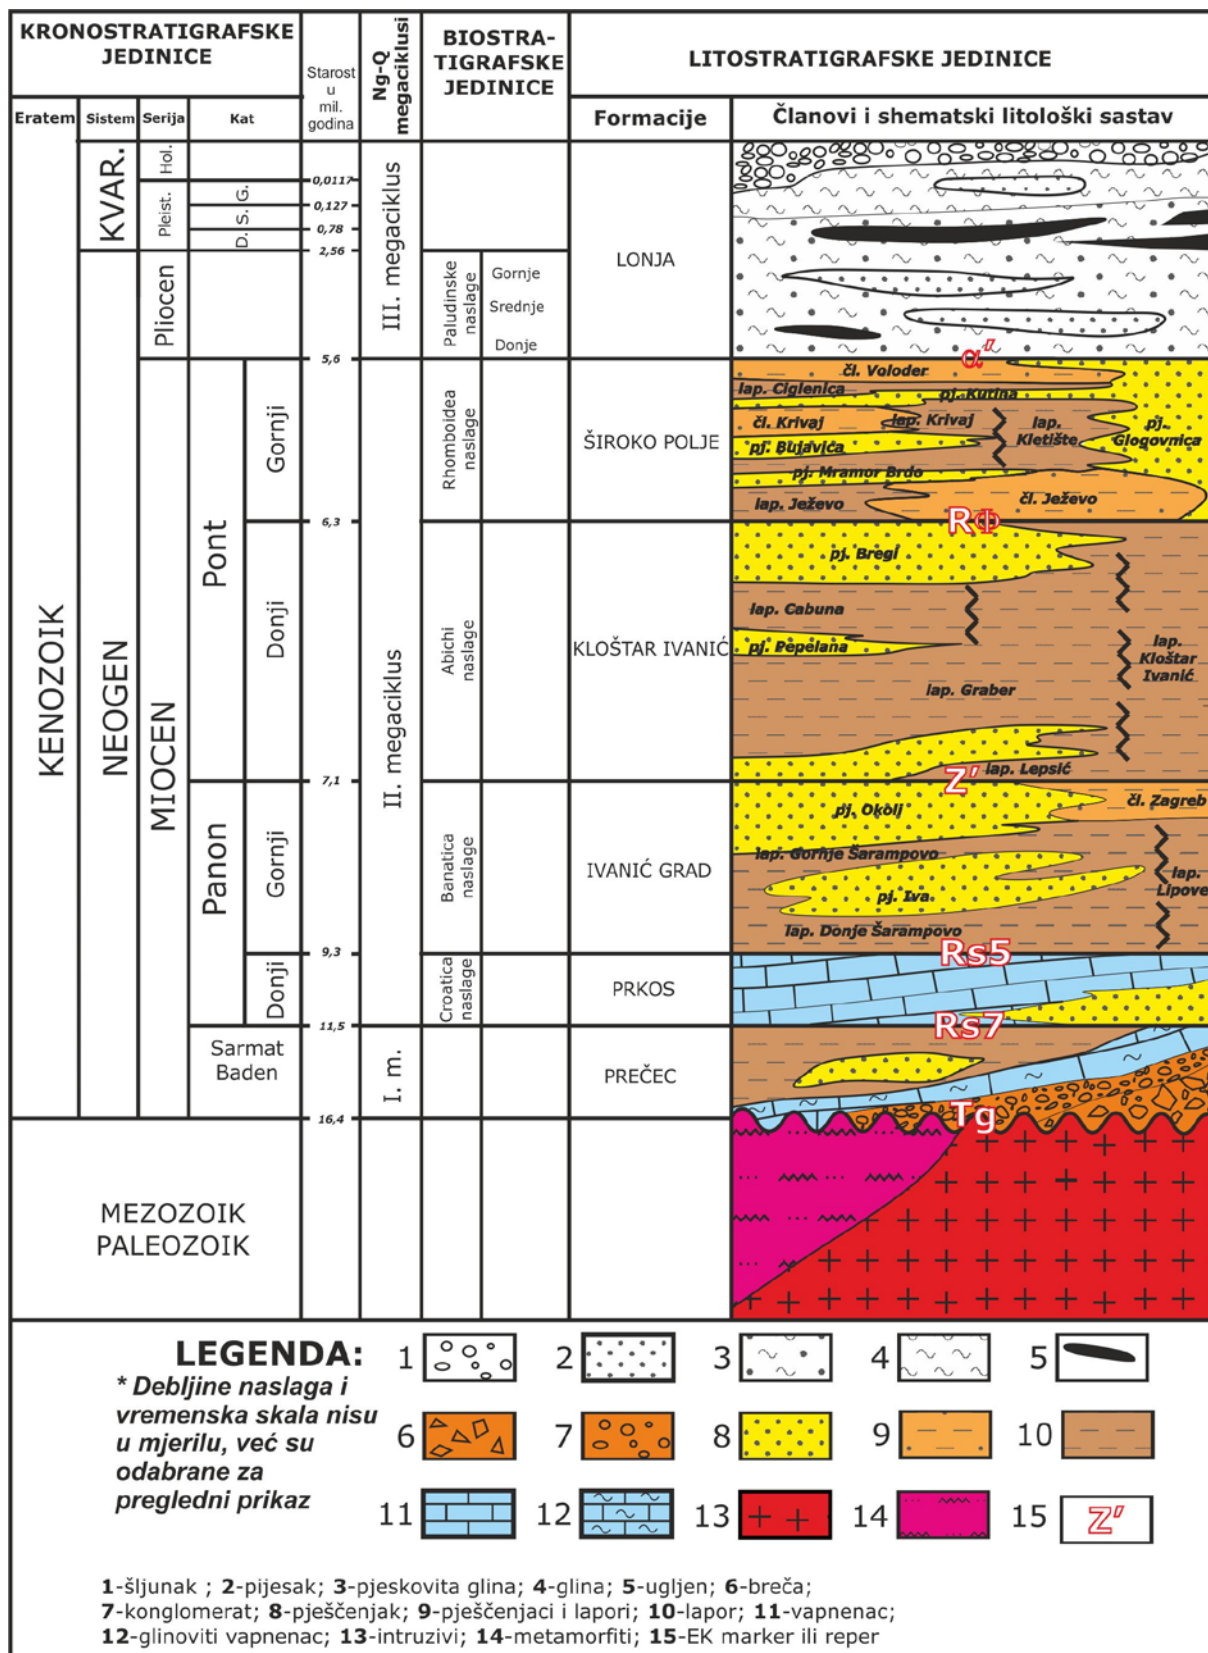 KRONOSTRATIGRAFSKE
JEDINICE
Starost
u
mil.
godina
Ng-Q
megaciklusi
BIOSTRA-
TIGRAFSKE
JEDINICE
LITOSTRATIGRAFSKE JEDINICE
Eratem
Sistem
Serija
Kat
Formacije
Članovi i shematski litološki sastav
KENOZOIK
KVAR.
NEOGEN
Hol.
Pleist.
Pliocen
MIOCEN
G.
S.
D.
Pont
Gornji
Donji
Panon
Gornji
Donji
Sarmat
Baden
0,0117
0,127
0,78
2,56
5,6
6,3
7,1
9,3
11,5
16,4
III. megaciklus
II. megaciklus
I. m.
Paludinske
naslage
Gornje
Srednje
Donje
Rhomboidea
naslage
Abichi
naslage
Banatica
naslage
Croatica
naslage
LONJA
ŠIROKO POLJE
KLOŠTAR IVANIĆ
IVANIĆ GRAD
PRKOS
PREČEC
α'
čl. Voloder
lap. Ciglenica
pj. Kutina
čl. Krivaj
lap. Krivaj
lap.
Kletište
pj.
Glogovnica
pj. Bujavica
pj. Mramor Brdo
lap. Ježevo
čl. Ježevo
RΦ
pj. Bregi
lap. Cabuna
pj. Pepelana
lap.
Kloštar
Ivanić
lap. Graber
lap. Lepsić
Z'
pj. Okolj
čl. Zagreb
lap. Gornje Šarampovo
lap.
Lipove
pj. Iva
lap. Donje Šarampovo
Rs5
Rs7
Tg
MEZOZOIK
PALEOZOIK
LEGENDA:
* Debljine naslaga i
vremenska skala nisu
u mjerilu, već su
odabrane za
pregledni prikaz
1 2 3 4 5
6 7 8 9 10
11 12 13 14 15 Z'
1-šljunak ; 2-pijesak; 3-pjeskovita glina; 4-glina; 5-ugljen; 6-breča;
7-konglomerat; 8-pješčenjak; 9-pješčenjaci i lapori; 10-lapor; 11-vapnenac;
12-glinoviti vapnenac; 13-intruzivi; 14-metamorfiti; 15-EK marker ili reper